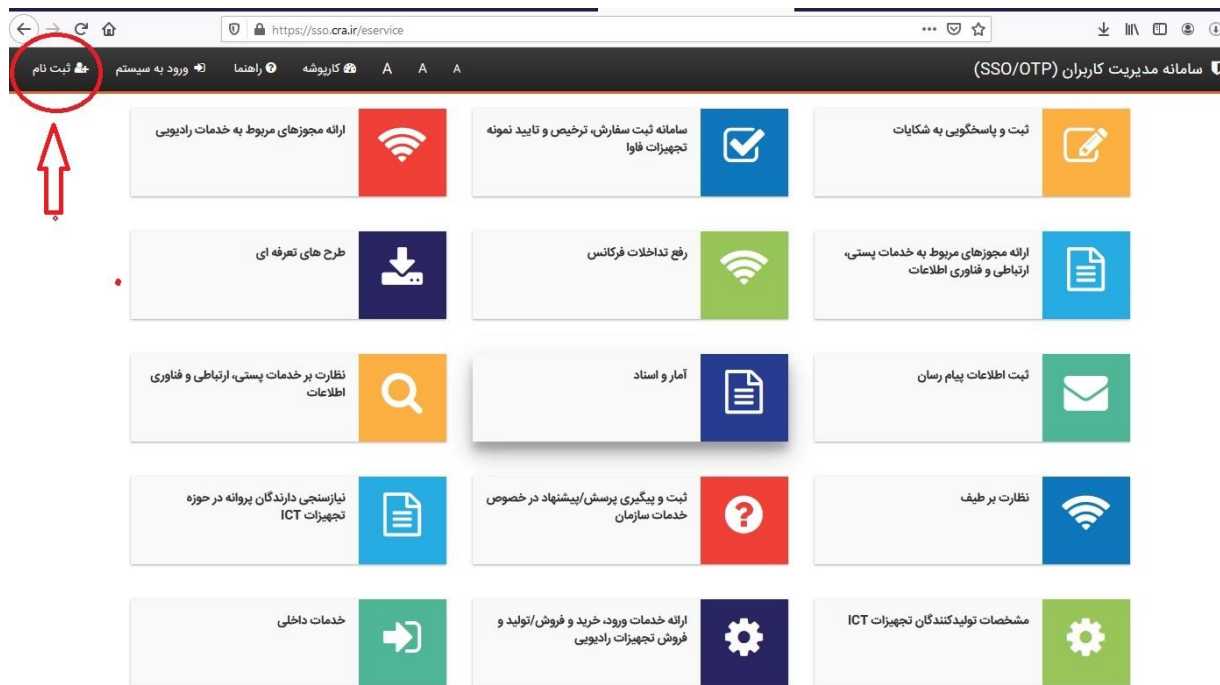 https://sso.cra.ir/eservice
سامانه مدیریت کاربران (SSO/OTP)
A A A
کارپوشه
راهنما
ورود به سیستم
ثبت نام
ثبت و پاسخگویی به شکایات
سامانه ثبت سفارش، ترخیص و تایید نمونه
تجهیزات فاوا
ارائه مجوزهای مربوط به خدمات رادیویی
ارائه مجوزهای مربوط به خدمات پستی،
ارتباطی و فناوری اطلاعات
رفع تداخلات فرکانس
طرح های تعرفه ای
ثبت اطلاعات پیام رسان
آمار و اسناد
نظارت بر خدمات پستی، ارتباطی و فناوری
اطلاعات
نظارت بر طیف
ثبت و پیگیری پرسش/پیشنهاد در خصوص
خدمات سازمان
نیازسنجی دارندگان پروانه در حوزه
تجهیزات ICT
مشخصات تولیدکنندگان تجهیزات ICT
ارائه خدمات ورود، خرید و فروش/تولید و
فروش تجهیزات رادیویی
خدمات داخلی